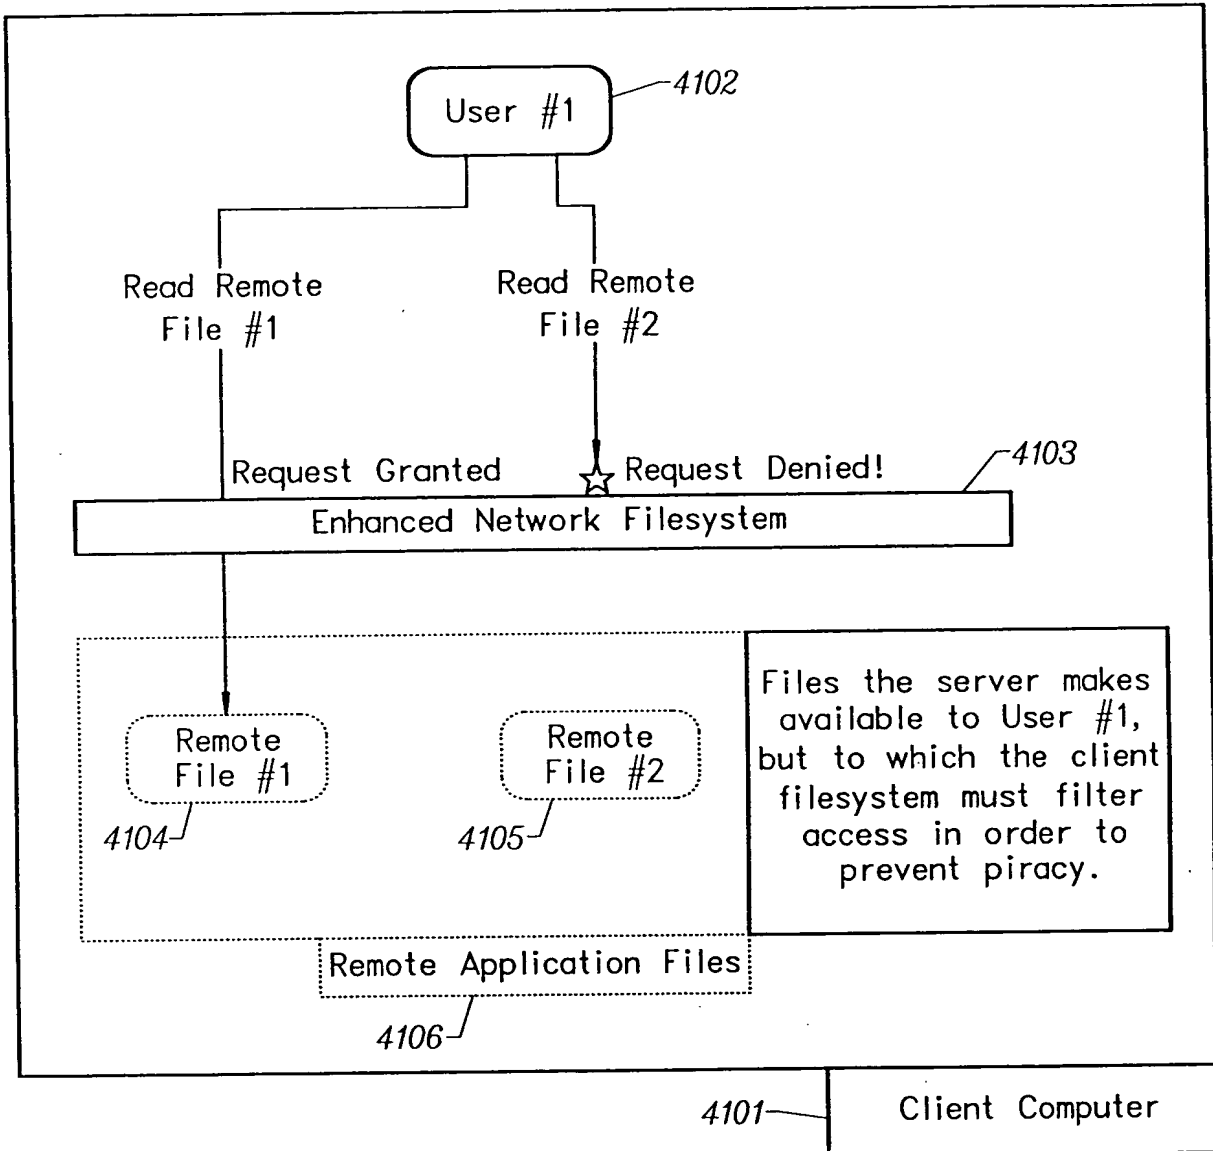 4102
User #1
Read Remote
File #1
Read Remote
File #2
4103
Request Granted
Request Denied!
Enhanced Network Filesystem
Remote
File #1
4104
Remote
File #2
4105
Files the server makes
available to User #1,
but to which the client
filesystem must filter
access in order to
prevent piracy.
Remote Application Files
4106
4101
Client Computer